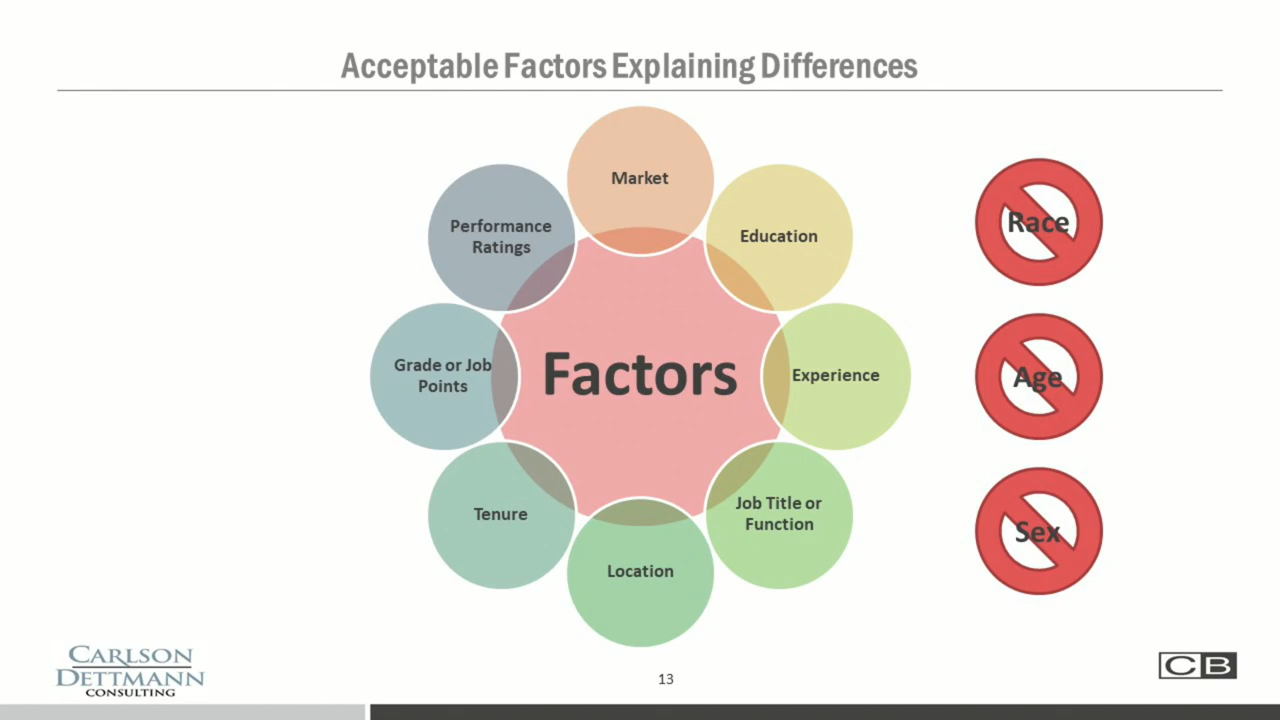 Acceptable Factors Explaining Differences
Market
Education
Experience
Job Title or
Function
Location
Tenure
Grade or Job
Points
Performance
Ratings
Factors
Race
Age
Sex
CARLSON
DETTMANN
CONSULTING
13
CB